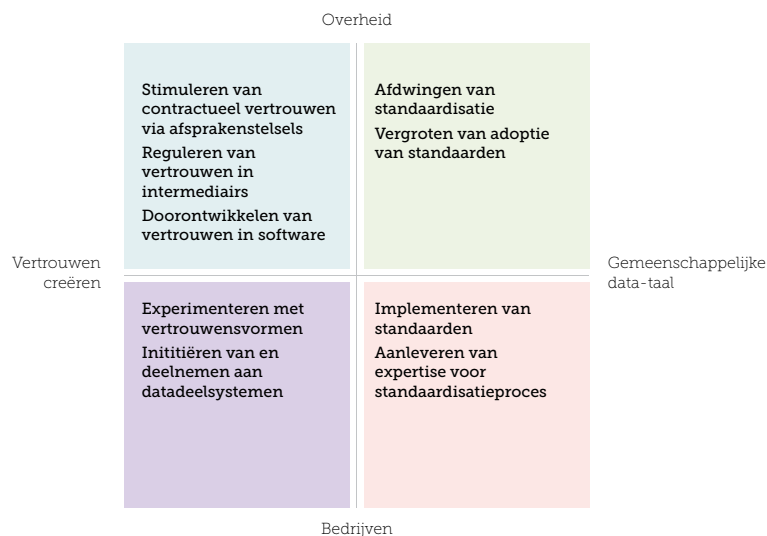 Overheid
Stimuleren van
contractueel vertrouwen
via afsprakenstelsels
Reguleren van
vertrouwen in
intermediairs
Doorontwikkelen van
vertrouwen in software
Afdwingen van
standaardisatie
Vergroten van adoptie
van standaarden
Vertrouwen
creëren
Gemeenschappelijke
data-taal
Experimenteren met
vertrouwensvormen
Inititiëren van en
deelnemen aan
datadeelsystemen
Implementeren van
standaarden
Aanleveren van
expertise voor
standaardisatieproces
Bedrijven